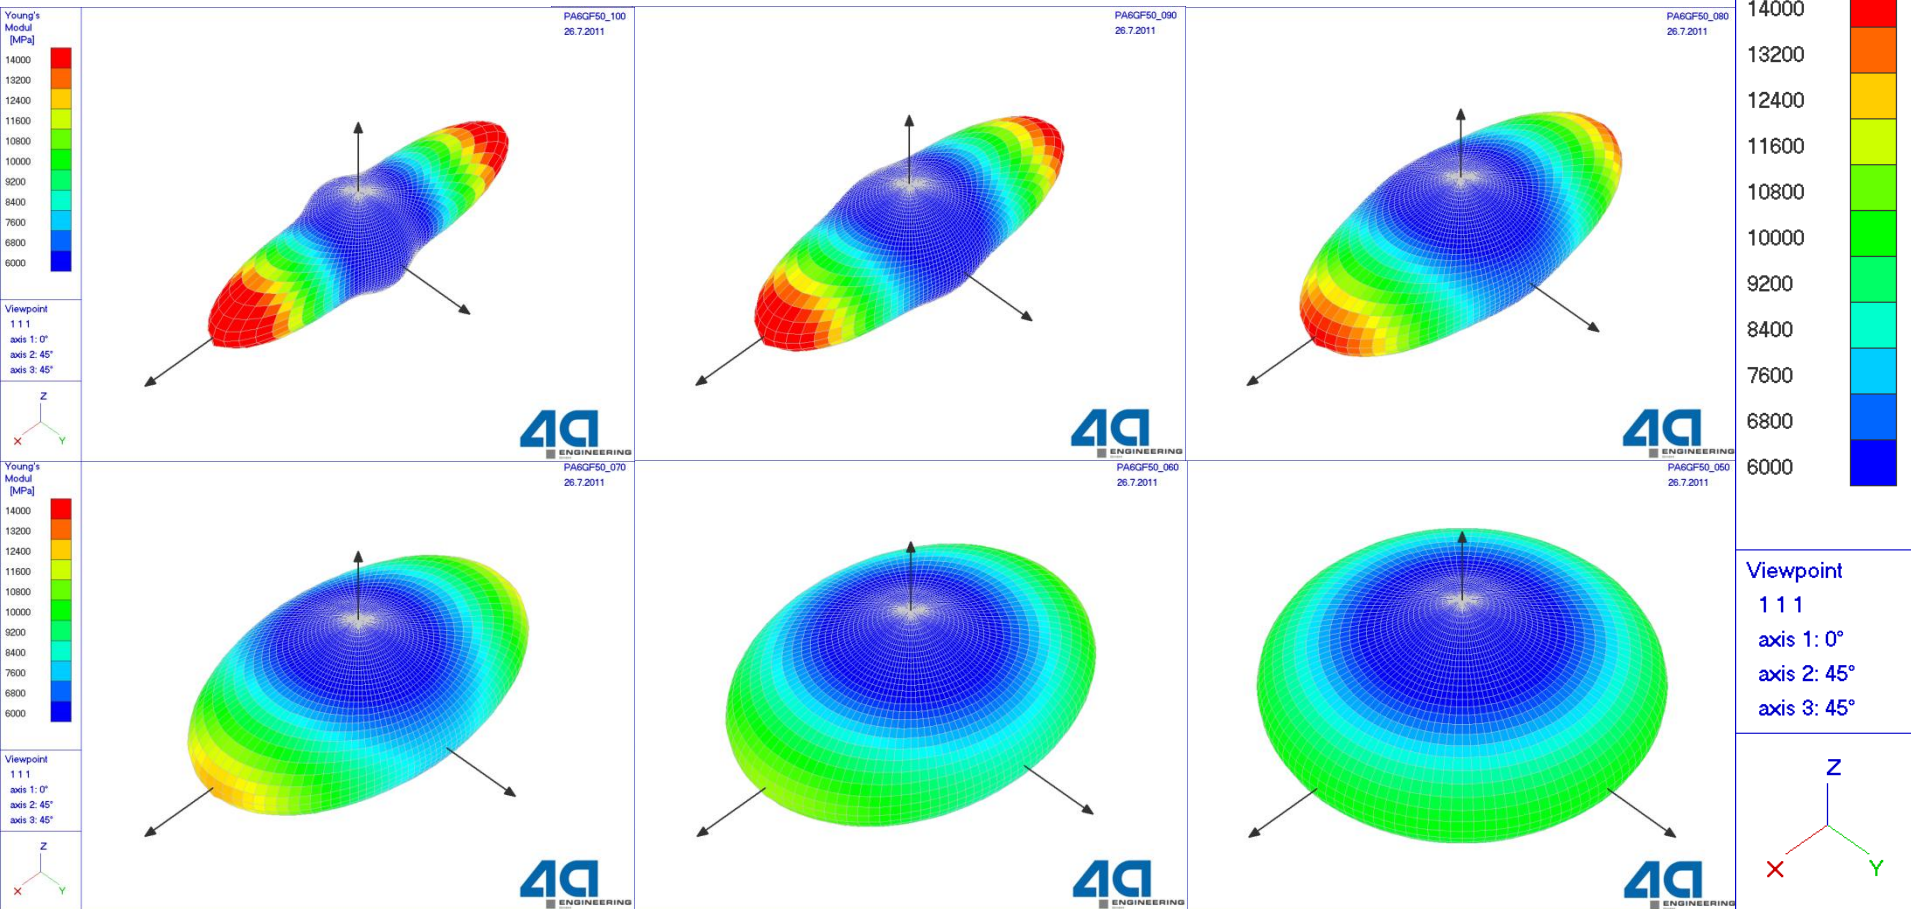 Young's
Modul
[MPa]
14000
13200
12400
11600
10800
10000
9200
8400
7600
6800
6000
Viewpoint
1 1 1
axis 1: 0°
axis 2: 45°
axis 3: 45°
Z
X
Y
PA6GF50_100
26.7.2011
4a
ENGINEERING
PA6GF50_090
26.7.2011
4a
ENGINEERING
PA6GF50_080
26.7.2011
4a
ENGINEERING
14000
13200
12400
11600
10800
10000
9200
8400
7600
6800
6000
Viewpoint
1 1 1
axis 1: 0°
axis 2: 45°
axis 3: 45°
Z
X
Y
Young's
Modul
[MPa]
14000
13200
12400
11600
10800
10000
9200
8400
7600
6800
6000
Viewpoint
1 1 1
axis 1: 0°
axis 2: 45°
axis 3: 45°
Z
X
Y
PA6GF50_070
26.7.2011
4a
ENGINEERING
PA6GF50_060
26.7.2011
4a
ENGINEERING
PA6GF50_050
26.7.2011
4a
ENGINEERING